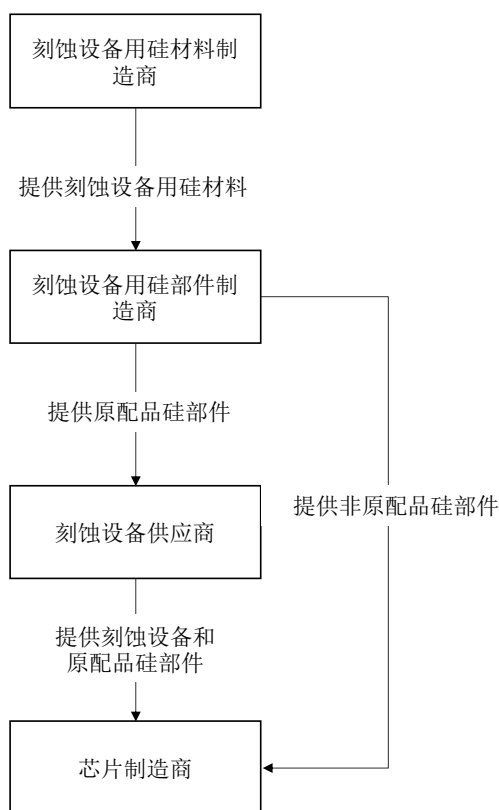 刻蚀设备用硅材料制
造商
提供刻蚀设备用硅材料
刻蚀设备用硅部件制
造商
提供原配品硅部件
刻蚀设备供应商
提供非原配品硅部件
提供刻蚀设备和
原配品硅部件
芯片制造商